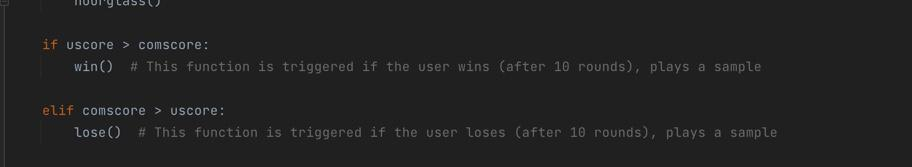 hourglass()
if uscore > comscore:
win()  # This function is triggered if the user wins (after 10 rounds), plays a sample
elif comscore > uscore:
lose()  # This function is triggered if the user loses (after 10 rounds), plays a sample